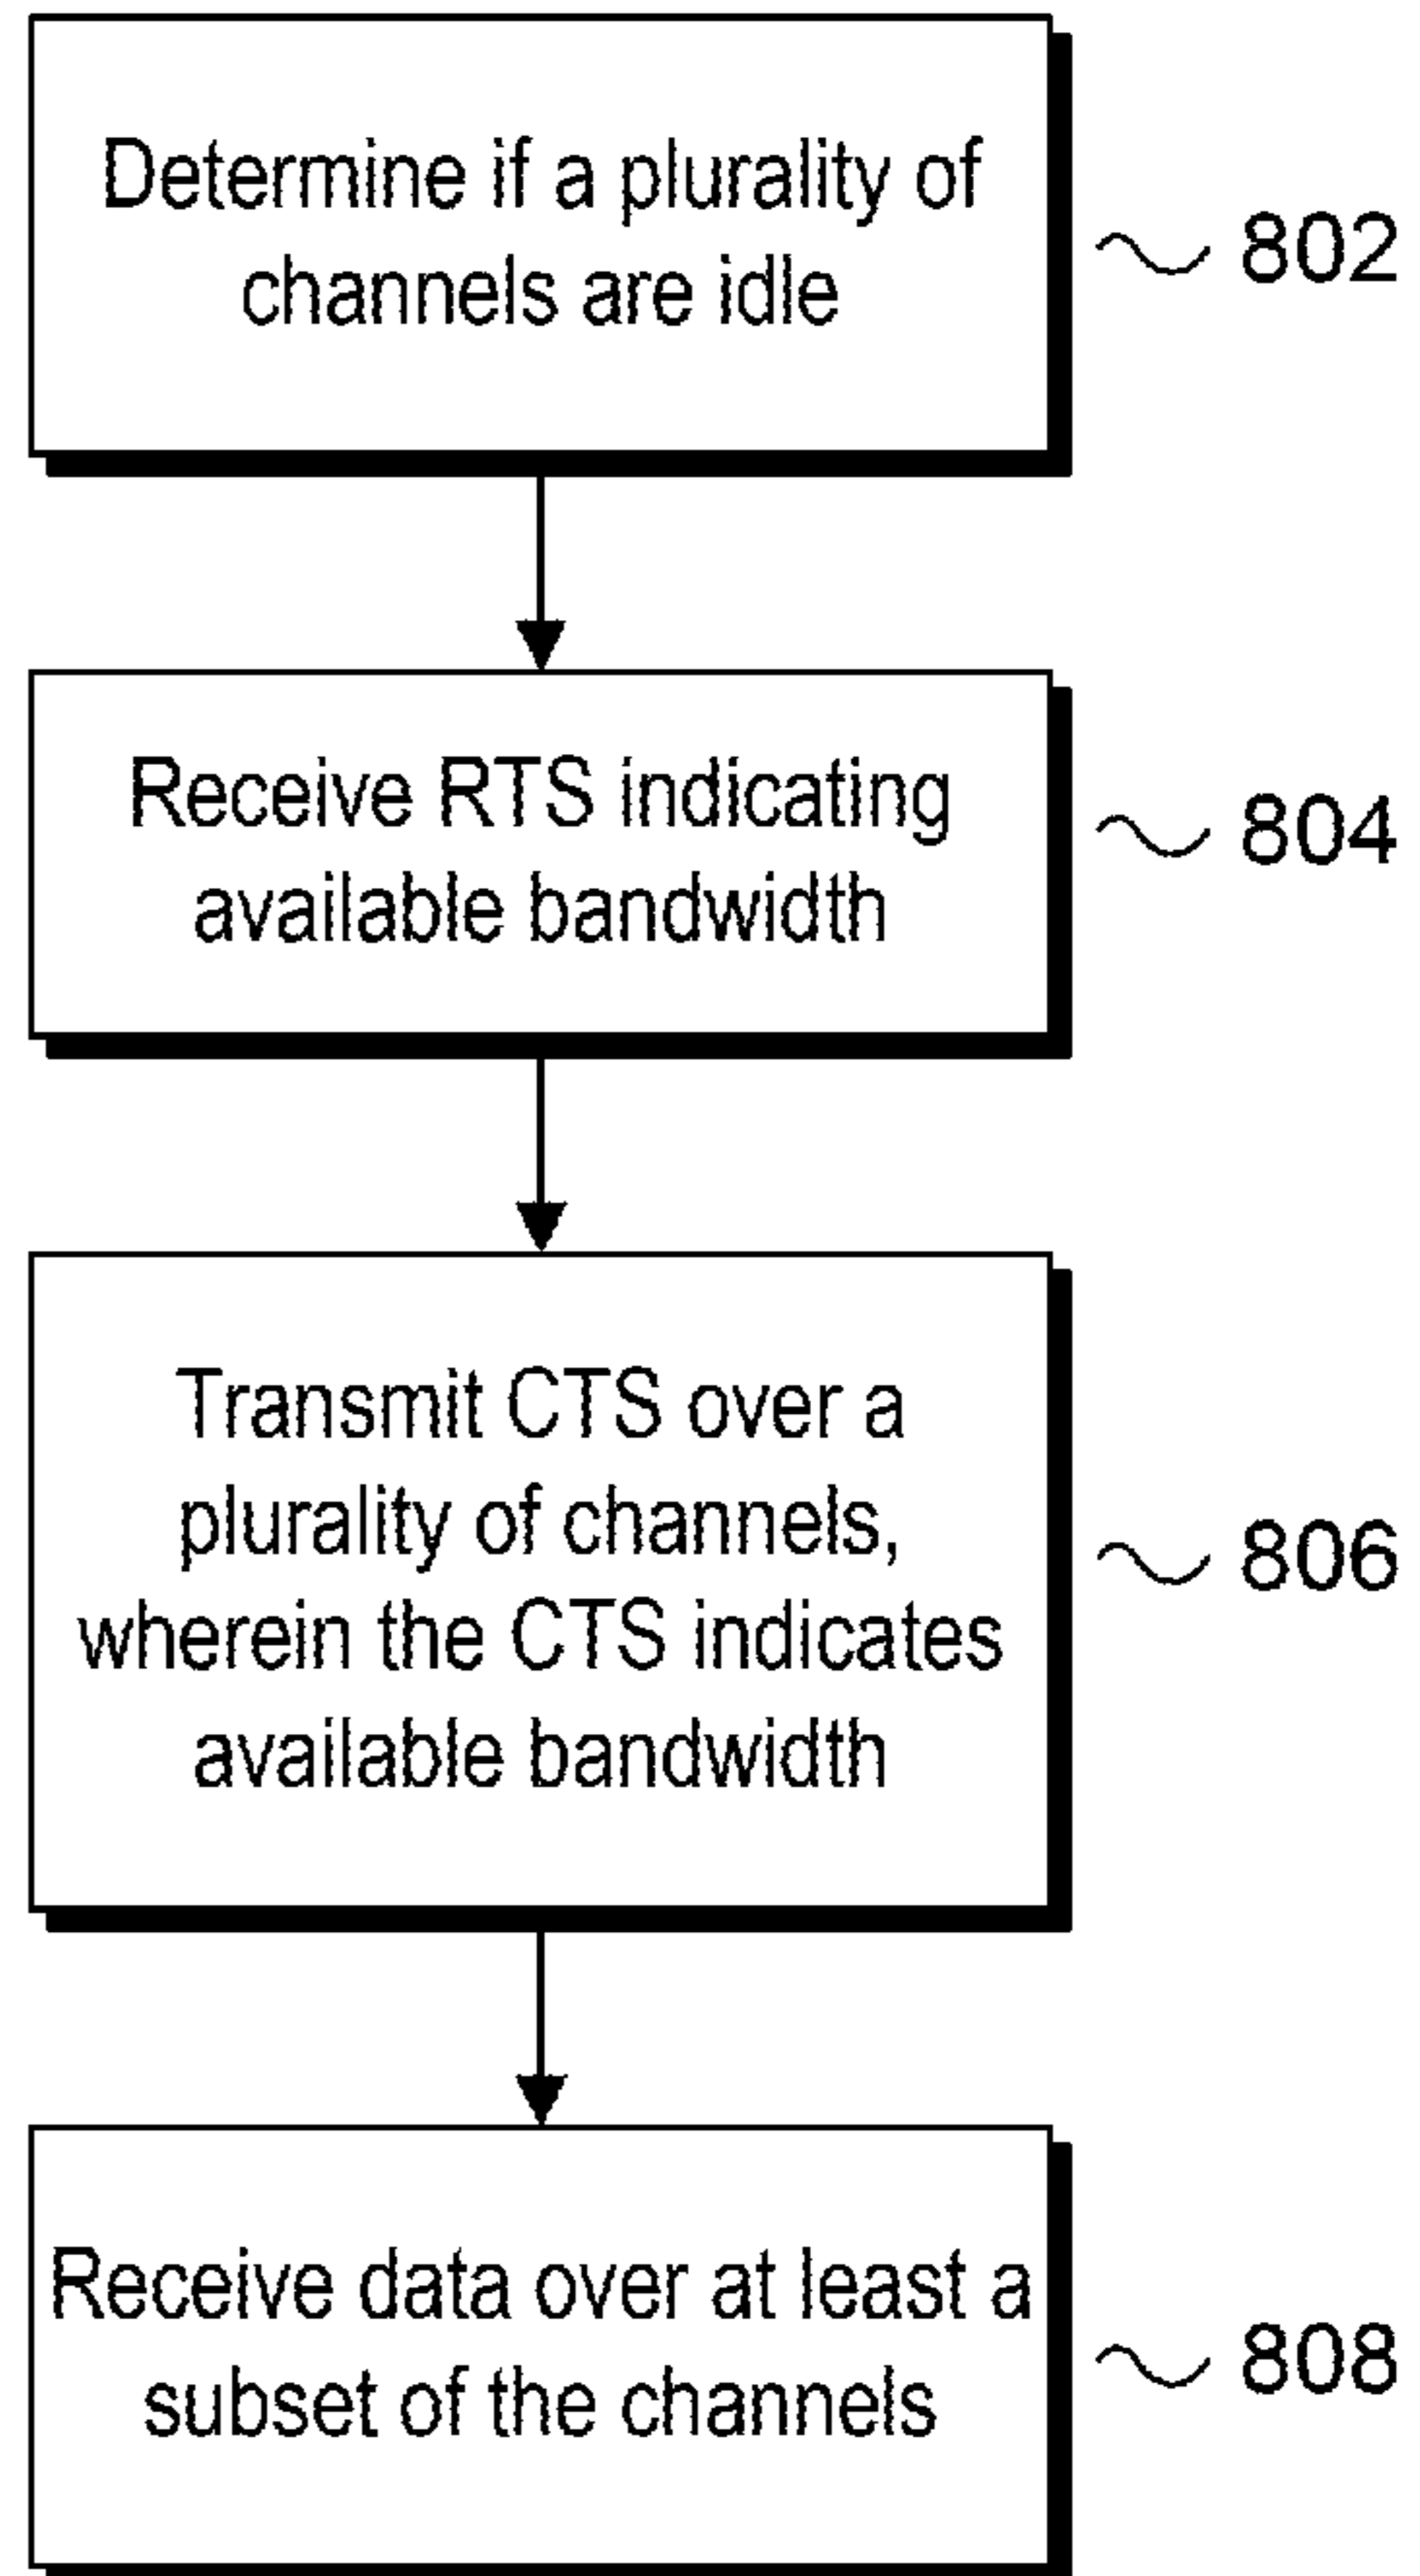 Determine if a plurality of
channels are idle
802
Receive RTS indicating
available bandwidth
804
Transmit CTS over a
plurality of channels,
wherein the CTS indicates
available bandwidth
806
Receive data over at least a
subset of the channels
808